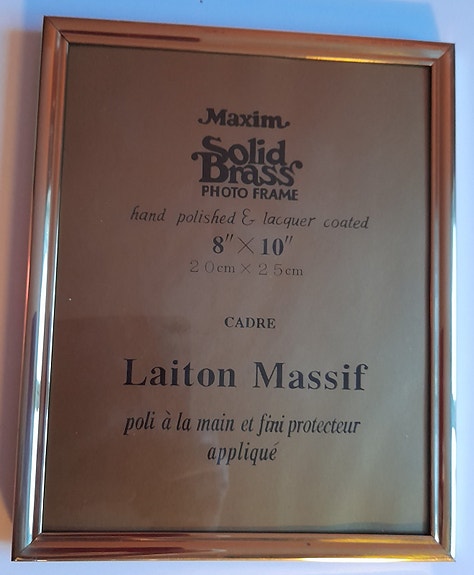 Maxim
Solid
Brass
PHOTO FRAME
hand polished & lacquer coated
8" × 10"
20cm × 25cm
CADRE
Laiton Massif
poli à la main et fini protecteur
appliqué